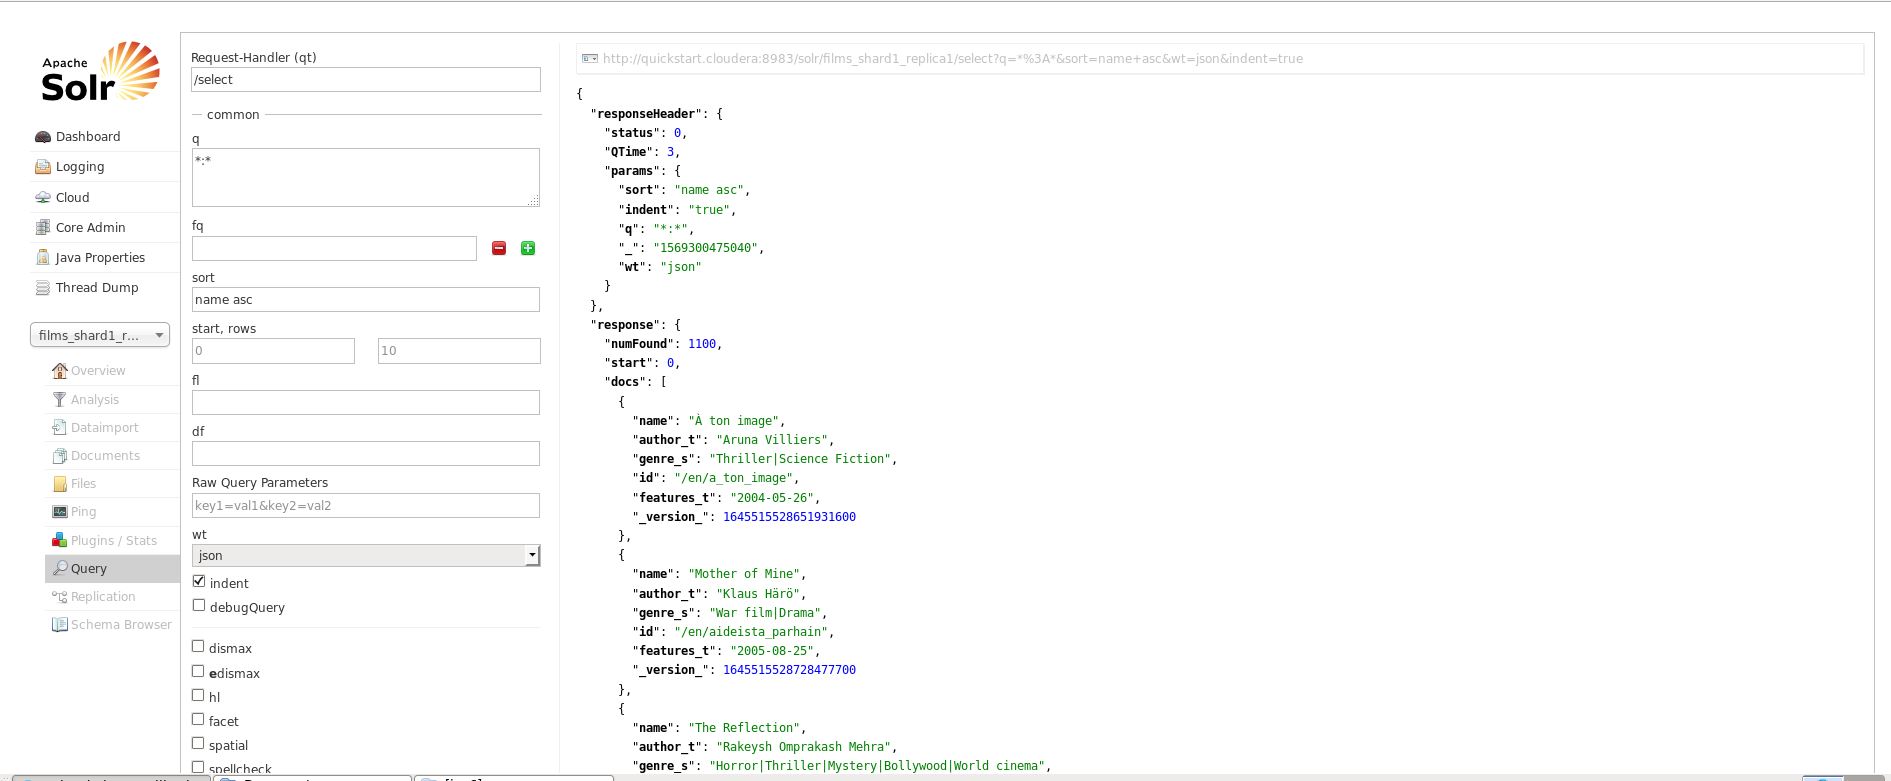 Apache
Solr
Dashboard
Logging
Cloud
Core Admin
Java Properties
Thread Dump
films_shard1_r...
Overview
Analysis
Dataimport
Documents
Files
Ping
Plugins / Stats
Query
Replication
Schema Browser
Request-Handler (qt)
/select
common
q
*:*
fq
sort
name asc
start, rows
0 10
fl
df
Raw Query Parameters
key1=val1&key2=val2
wt
json
indent
debugQuery
dismax
edismax
hl
facet
spatial
spellcheck
http://quickstart.cloudera:8983/solr/films_shard1_replica1/select?q=*%3A*&sort=name+asc&wt=json&indent=true
{
"responseHeader": {
"status": 0,
"QTime": 3,
"params": {
"sort": "name asc",
"indent": "true",
"q": "*:*",
"_": "1569300475040",
"wt": "json"
}
},
"response": {
"numFound": 1100,
"start": 0,
"docs": [
{
"name": "À ton image",
"author_t": "Aruna Villiers",
"genre_s": "Thriller|Science Fiction",
"id": "/en/a_ton_image",
"features_t": "2004-05-26",
"_version_": 1645515528651931600
},
{
"name": "Mother of Mine",
"author_t": "Klaus Härö",
"genre_s": "War film|Drama",
"id": "/en/aideista_parhain",
"features_t": "2005-08-25",
"_version_": 1645515528728477700
},
{
"name": "The Reflection",
"author_t": "Rakeysh Omprakash Mehra",
"genre_s": "Horror|Thriller|Mystery|Bollywood|World cinema",